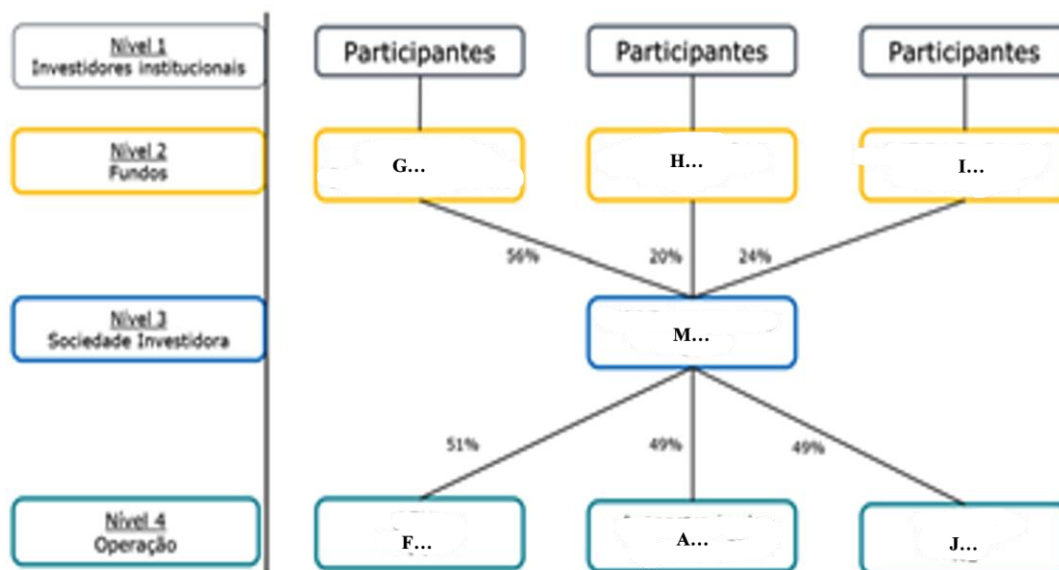 Nível 1
Investidores institucionais
Participantes
Participantes
Participantes
Nível 2
Fundos
G...
H...
I...
56%
20%
24%
Nível 3
Sociedade Investidora
M...
51%
49%
49%
Nível 4
Operação
F...
A...
J...